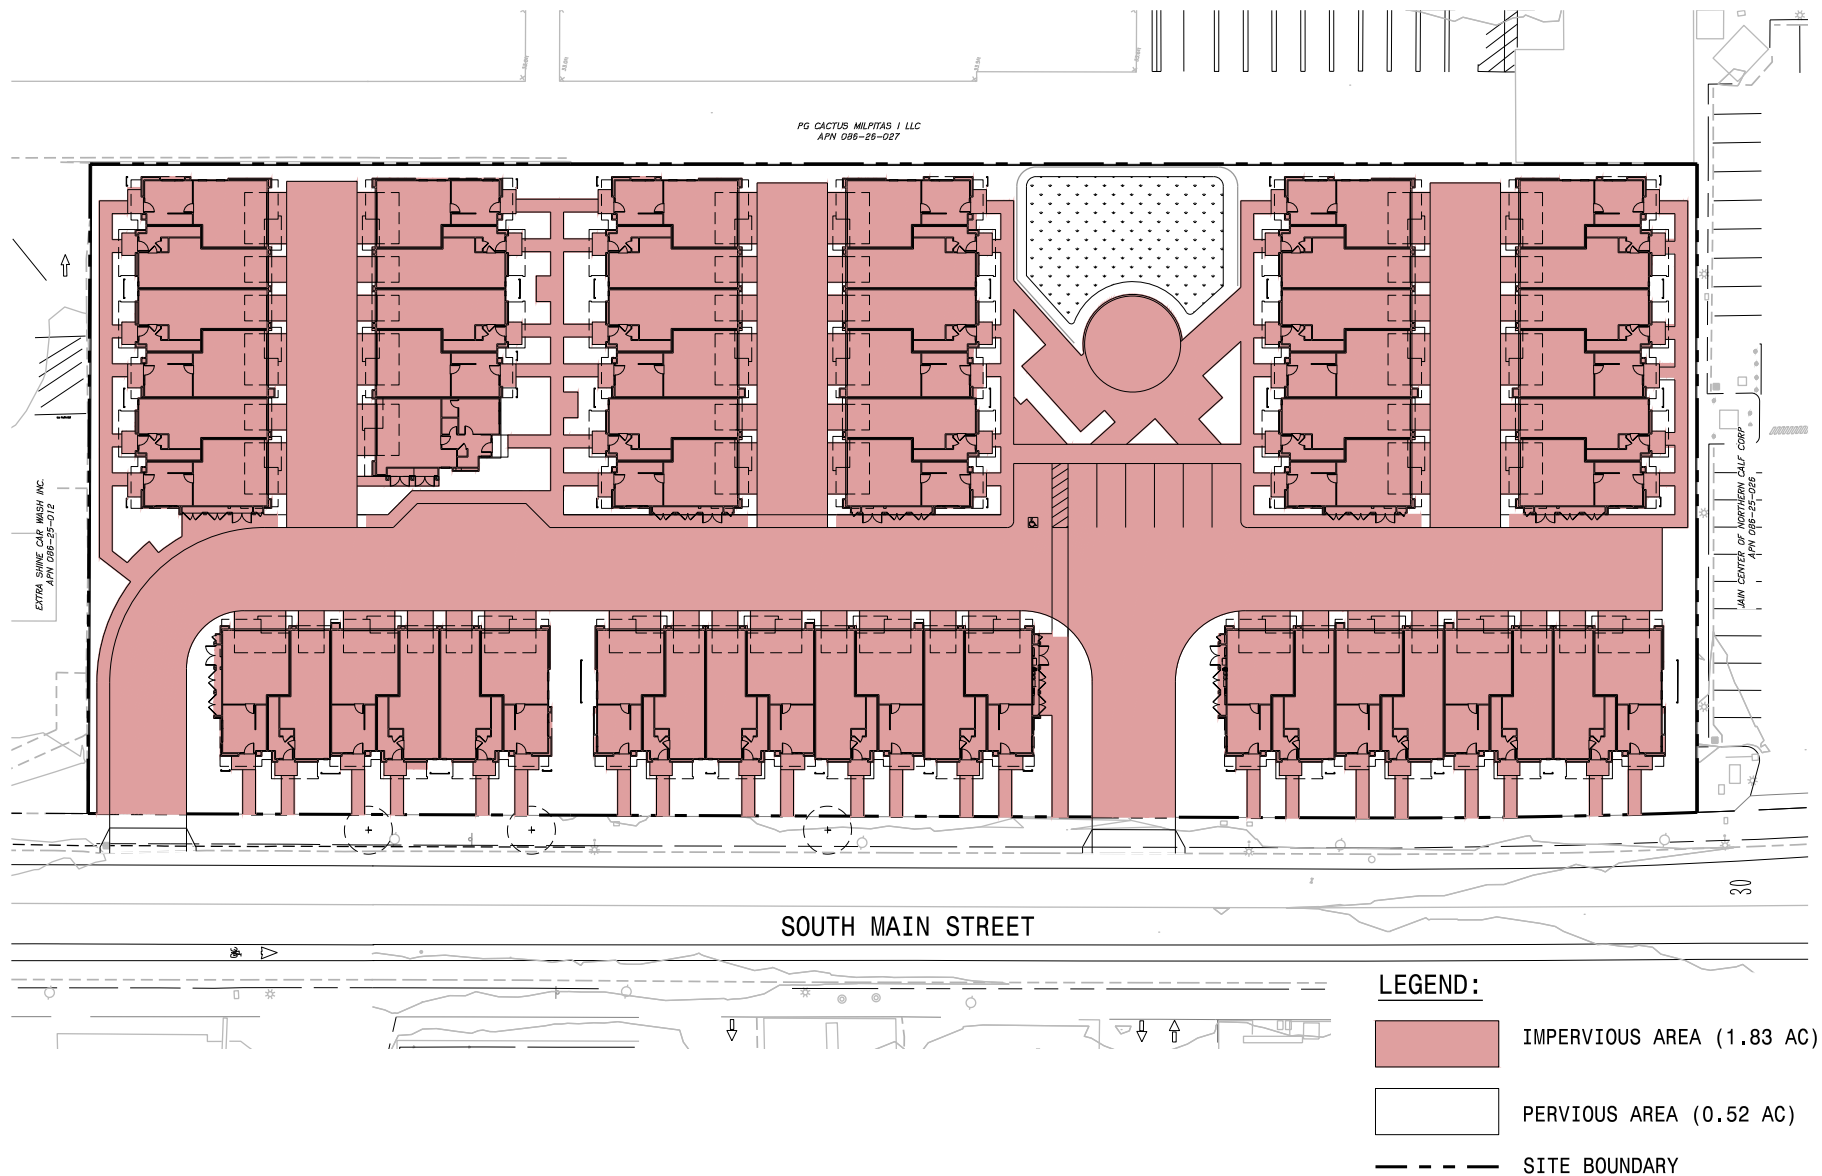 PG CACTUS MILPITAS I LLC
APN 086-26-027
EXTRA SHINE CAR WASH INC.
APN 086-25-012
JAIN CENTER OF NORTHERN CALF CORP
APN 086-25-026
30
SOUTH MAIN STREET
LEGEND:
IMPERVIOUS AREA (1.83 AC)
PERVIOUS AREA (0.52 AC)
SITE BOUNDARY